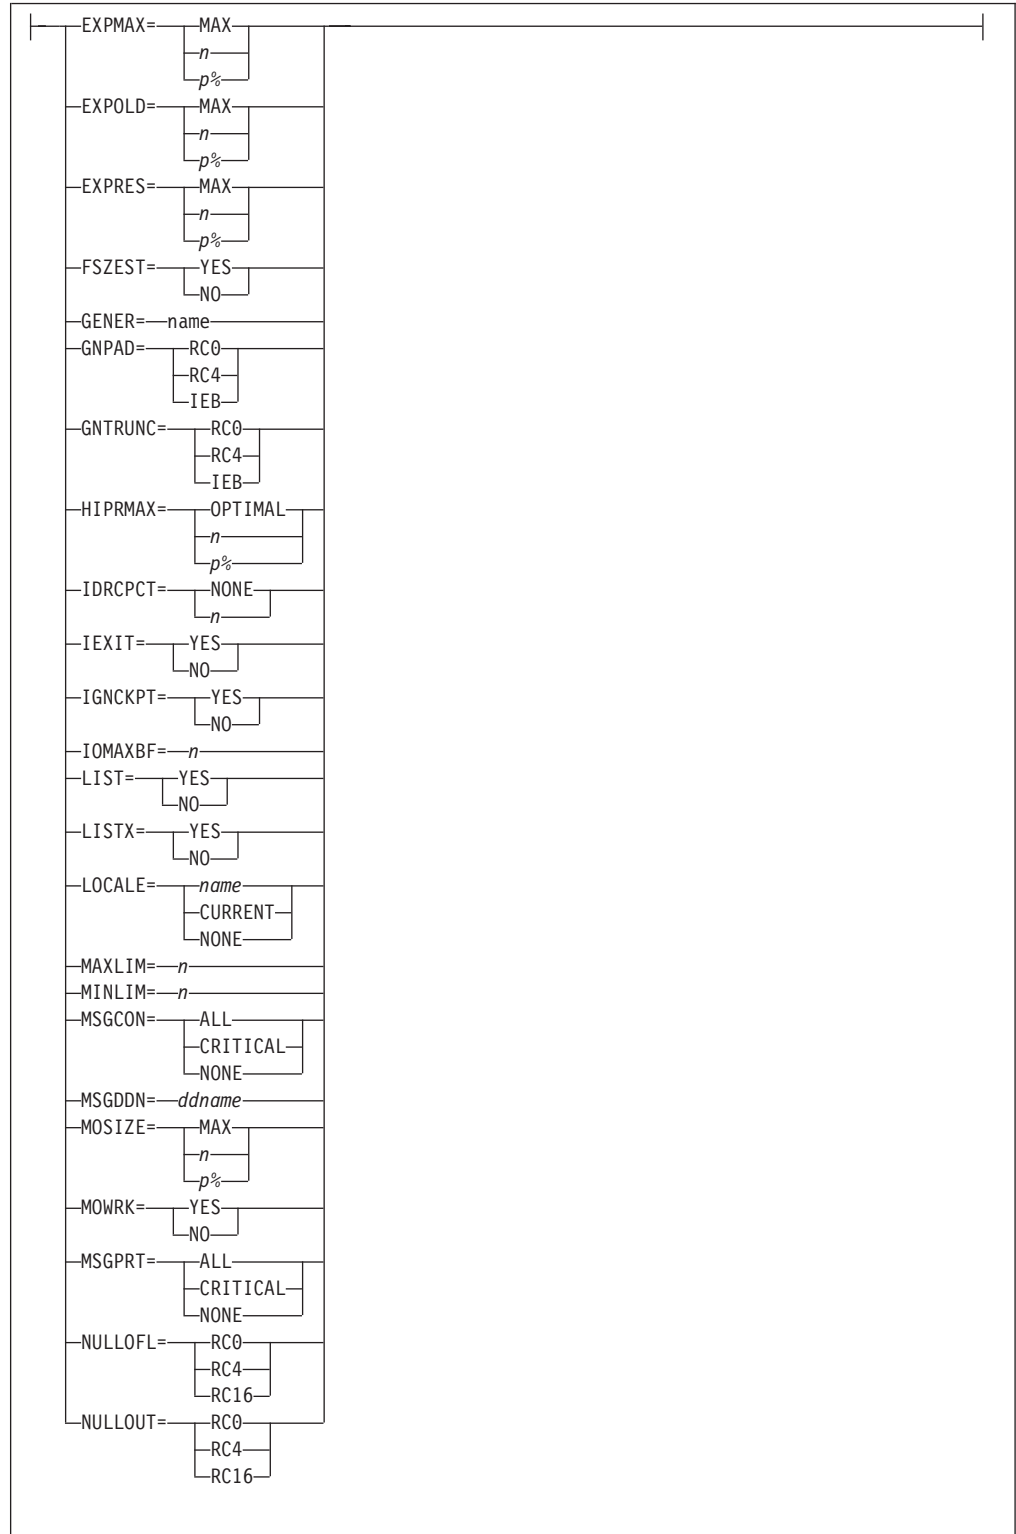 EXPMAX= MAX
n
p%
EXPOLD= MAX
n
p%
EXPRES= MAX
n
p%
FSZEST= YES
NO
GENER= name
GNPAD= RC0
RC4
IEB
GNTRUNC= RC0
RC4
IEB
HIPRMAX= OPTIMAL
n
p%
IDRCPCT= NONE
n
IEXIT= YES
NO
IGNCKPT= YES
NO
IOMAXBF= n
LIST= YES
NO
LISTX= YES
NO
LOCALE= name
CURRENT
NONE
MAXLIM= n
MINLIM= n
MSGCON= ALL
CRITICAL
NONE
MSGDDN= ddname
MOSIZE= MAX
n
p%
MOWRK= YES
NO
MSGPRT= ALL
CRITICAL
NONE
NULLOFL= RC0
RC4
RC16
NULLOUT= RC0
RC4
RC16